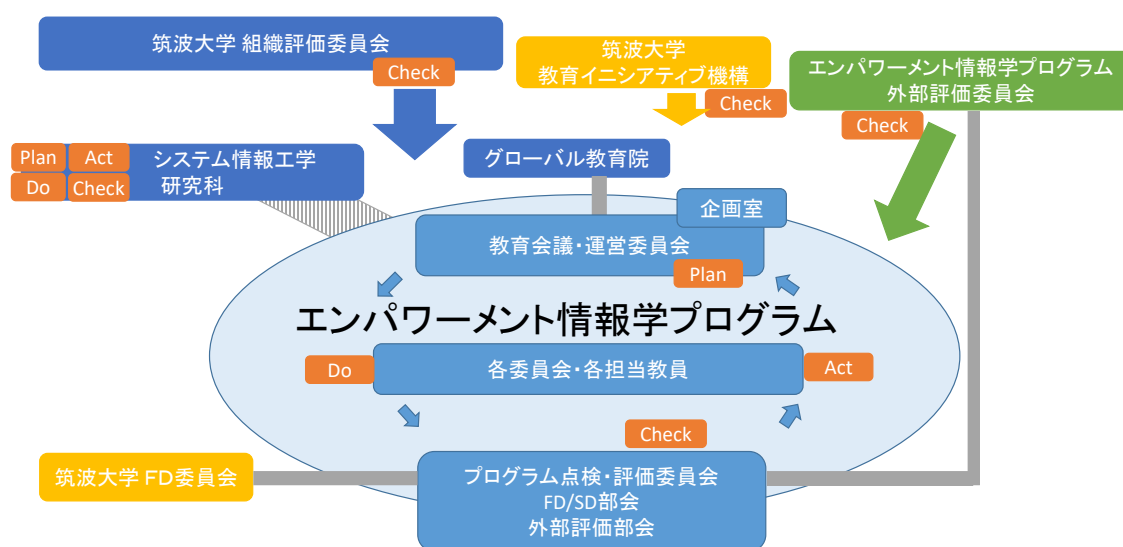 筑波大学 組織評価委員会
Check
筑波大学
教育イニシアティブ機構
Check
エンパワーメント情報学プログラム
外部評価委員会
Check
Plan
Act
Do
Check
システム情報工学
研究科
グローバル教育院
企画室
教育会議・運営委員会
Plan
エンパワーメント情報学プログラム
Do
各委員会・各担当教員
Act
Check
筑波大学 FD委員会
プログラム点検・評価委員会
FD/SD部会
外部評価部会